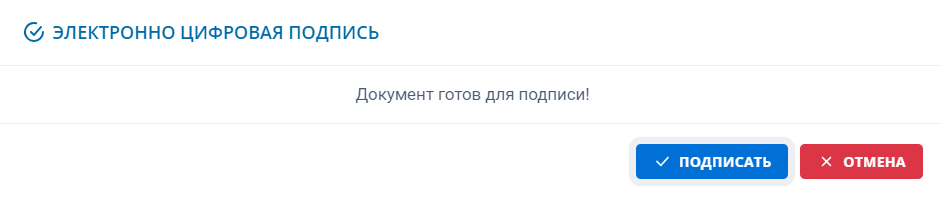 ЭЛЕКТРОННО ЦИФРОВАЯ ПОДПИСЬ
Документ готов для подписи!
ПОДПИСАТЬ
ОТМЕНА